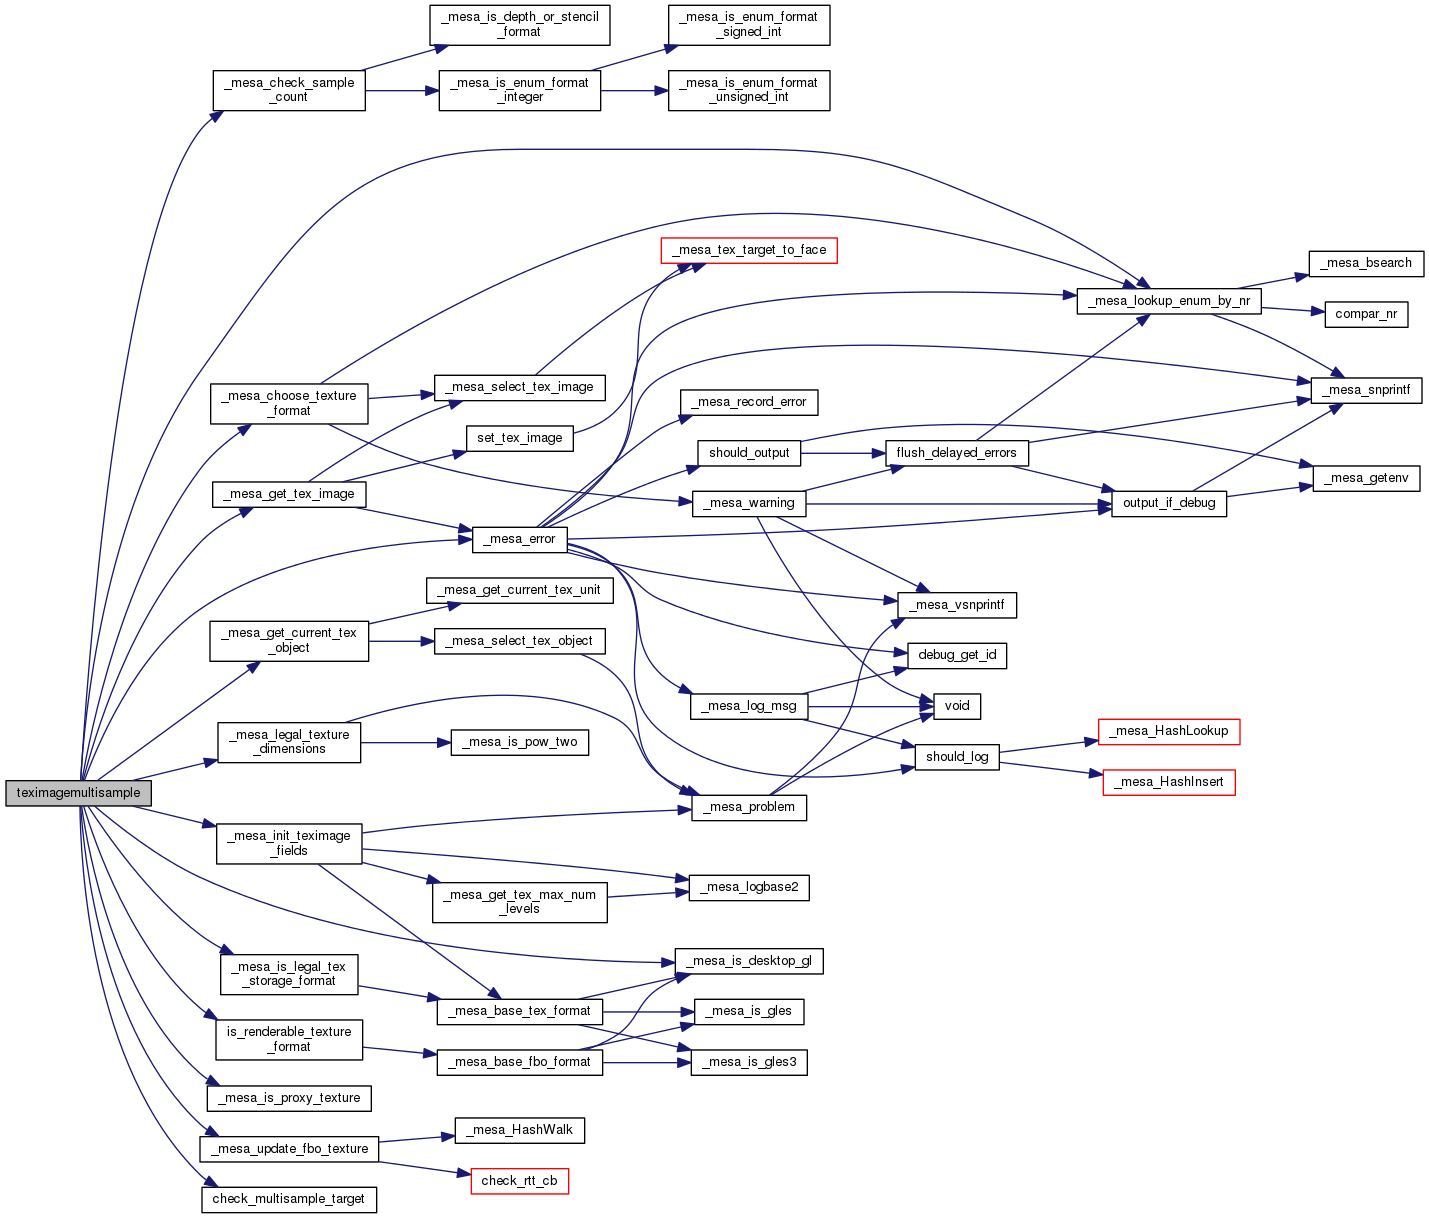 _mesa_is_depth_or_stencil
_format
_mesa_is_enum_format
_signed_int
_mesa_check_sample
_count
_mesa_is_enum_format
_integer
_mesa_is_enum_format
_unsigned_int
_mesa_tex_target_to_face
_mesa_bsearch
_mesa_lookup_enum_by_nr
compar_nr
_mesa_choose_texture
_format
_mesa_select_tex_image
_mesa_snprintf
_mesa_record_error
set_tex_image
should_output
flush_delayed_errors
_mesa_getenv
_mesa_get_tex_image
_mesa_warning
output_if_debug
_mesa_error
_mesa_get_current_tex_unit
_mesa_vsnprintf
_mesa_get_current_tex
_object
_mesa_select_tex_object
debug_get_id
_mesa_log_msg
void
_mesa_legal_texture
_dimensions
_mesa_is_pow_two
should_log
_mesa_HashLookup
_mesa_HashInsert
teximagemultisample
_mesa_problem
_mesa_init_teximage
_fields
_mesa_get_tex_max_num
_levels
_mesa_logbase2
_mesa_is_legal_tex
_storage_format
_mesa_is_desktop_gl
_mesa_base_tex_format
_mesa_is_gles
is_renderable_texture
_format
_mesa_base_fbo_format
_mesa_is_gles3
_mesa_is_proxy_texture
_mesa_HashWalk
_mesa_update_fbo_texture
check_rtt_cb
check_multisample_target